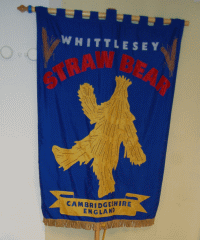 WHITTLESEY
STRAW BEAR
CAMBRIDGESHIRE
ENGLAND